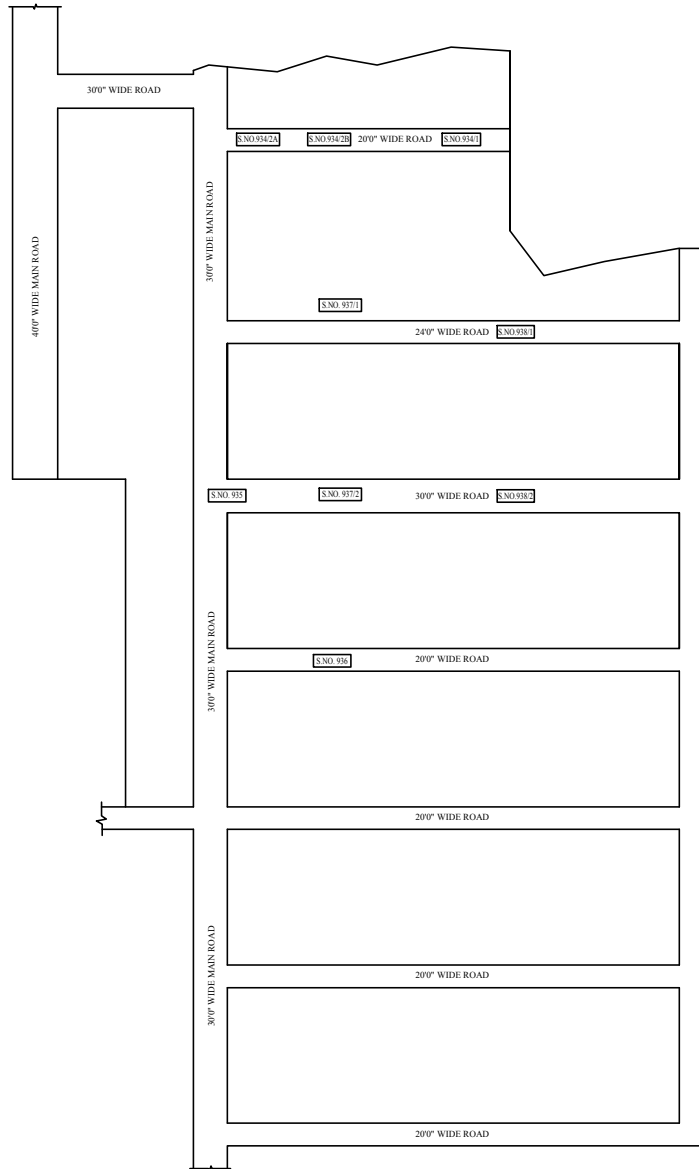 30'0" WIDE ROAD
S.NO.934/2A
S.NO.934/2B
20'0" WIDE ROAD
S.NO.934/1
30'0" WIDE MAIN ROAD
40'0" WIDE MAIN ROAD
S.NO. 937/1
24'0" WIDE ROAD
S.NO.938/1
S.NO. 935
S.NO. 937/2
30'0" WIDE ROAD
S.NO.938/2
S.NO. 936
20'0" WIDE ROAD
30'0" WIDE MAIN ROAD
20'0" WIDE ROAD
30'0" WIDE MAIN ROAD
20'0" WIDE ROAD
20'0" WIDE ROAD